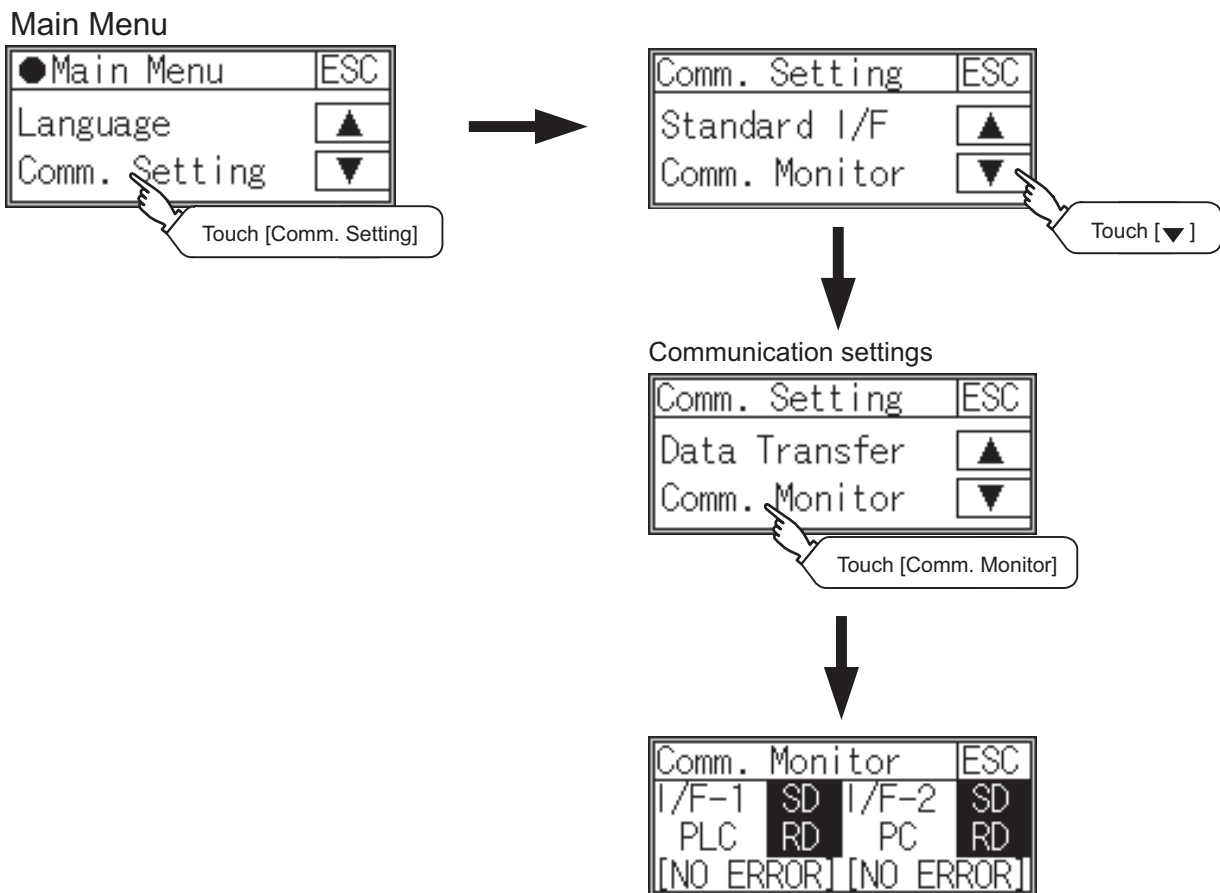 Main Menu
●Main Menu ESC
Language ▲
Comm. Setting ▼
Touch [Comm. Setting]
Comm. Setting ESC
Standard I/F ▲
Comm. Monitor ▼
Touch [▼]
Communication settings
Comm. Setting ESC
Data Transfer ▲
Comm. Monitor ▼
Touch [Comm. Monitor]
Comm. Monitor ESC
I/F-1 SD I/F-2 SD
PLC RD PC RD
[NO ERROR] [NO ERROR]